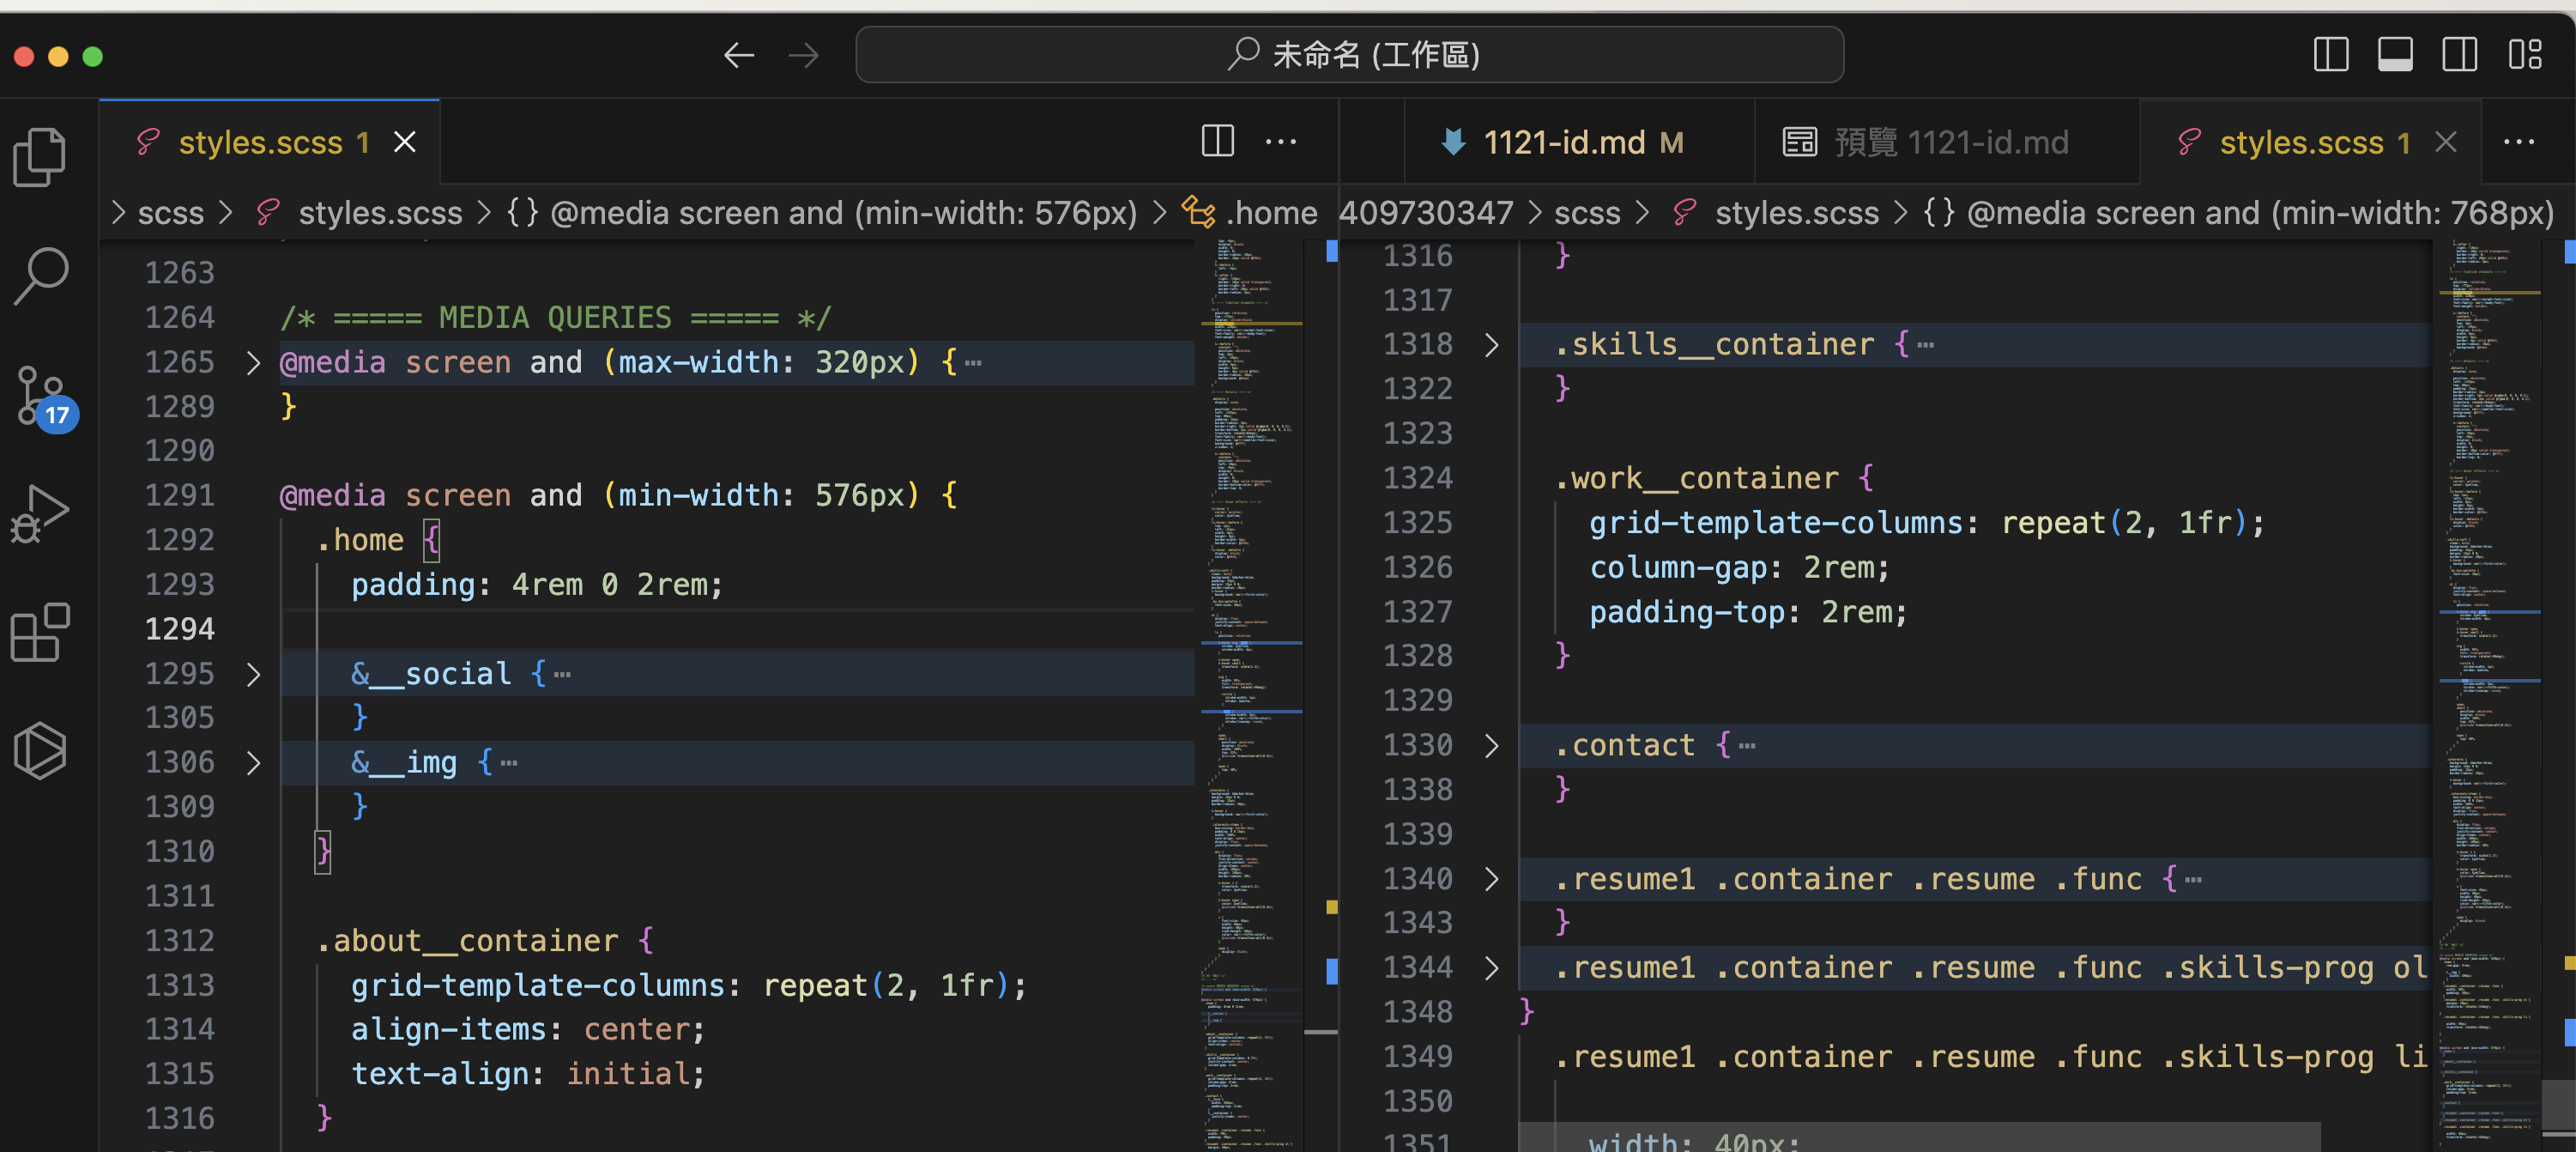 未命名 (工作區)
styles.scss 1
1121-id.md M
預覽 1121-id.md
styles.scss 1
> scss > styles.scss > {} @media screen and (min-width: 576px) > .home
409730347 > scss > styles.scss > {} @media screen and (min-width: 768px)
17
1263
1264 /* ===== MEDIA QUERIES ===== */
1265 @media screen and (max-width: 320px) {
1289 }
1290
1291 @media screen and (min-width: 576px) {
1292 .home {
1293 padding: 4rem 0 2rem;
1294
1295 &__social {
1305 }
1306 &__img {
1309 }
1310 }
1311
1312 .about__container {
1313 grid-template-columns: repeat(2, 1fr);
1314 align-items: center;
1315 text-align: initial;
1316 }
1316 }
1317
1318 .skills__container {
1322 }
1323
1324 .work__container {
1325 grid-template-columns: repeat(2, 1fr);
1326 column-gap: 2rem;
1327 padding-top: 2rem;
1328 }
1329
1330 .contact {
1338 }
1339
1340 .resume1 .container .resume .func {
1343 }
1344 .resume1 .container .resume .func .skills-prog ol
1348 }
1349 .resume1 .container .resume .func .skills-prog li
1350
1351 width: 40px;